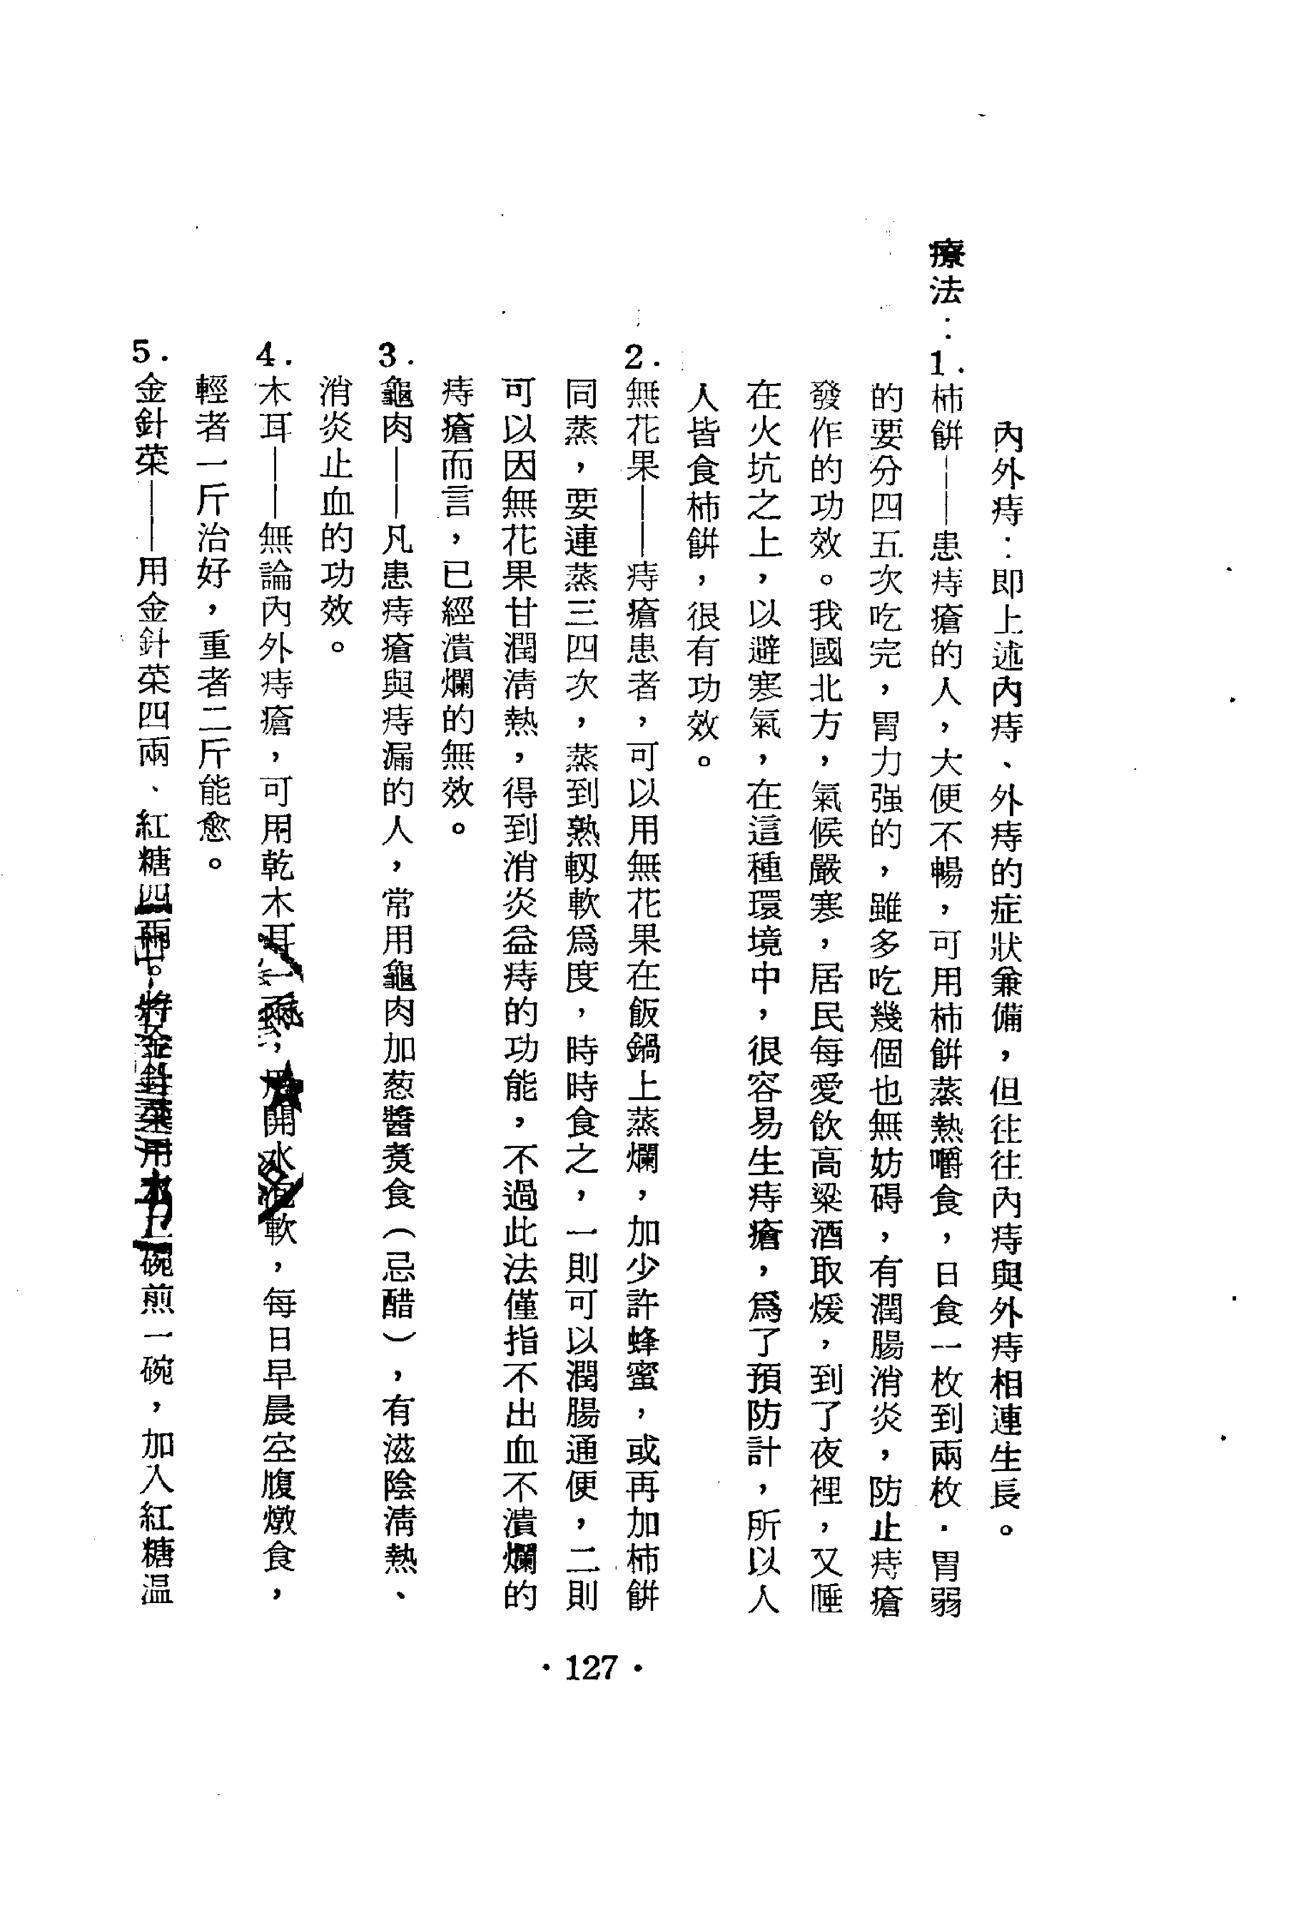 內外痔：即上述內痔、外痔的症狀兼備，但往往內痔與外痔相連生長。
療法：1.柿餅——患痔瘡的人，大便不暢，可用柿餅蒸熱嚼食，日食一枚到兩枚．胃弱
的要分四五次吃完，胃力强的，雖多吃幾個也無妨碍，有潤腸消炎，防止痔瘡
發作的功效。我國北方，氣候嚴寒，居民每愛飲高粱酒取煖，到了夜裡，又睡
在火坑之上，以避寒氣，在這種環境中，很容易生痔瘡，爲了預防計，所以人
人皆食柿餅，很有功效。
2.無花果——痔瘡患者，可以用無花果在飯鍋上蒸爛，加少許蜂蜜，或再加柿餅
同蒸，要連蒸三四次，蒸到熟軔軟爲度，時時食之，一則可以潤腸通便，二則
可以因無花果甘潤淸熱，得到消炎益痔的功能，不過此法僅指不出血不潰爛的
痔瘡而言，已經潰爛的無效。
3.龜肉——凡患痔瘡與痔漏的人，常用龜肉加葱醬煑食（忌醋），有滋陰淸熱、
消炎止血的功效。
4.木耳——無論內外痔瘡，可用乾木耳一兩，用開水泡軟，每日早晨空腹燉食，
輕者一斤治好，重者二斤能愈。
5.金針菜——用金針菜四兩、紅糖四兩。將金針菜用水二碗煎一碗，加入紅糖温
·127·